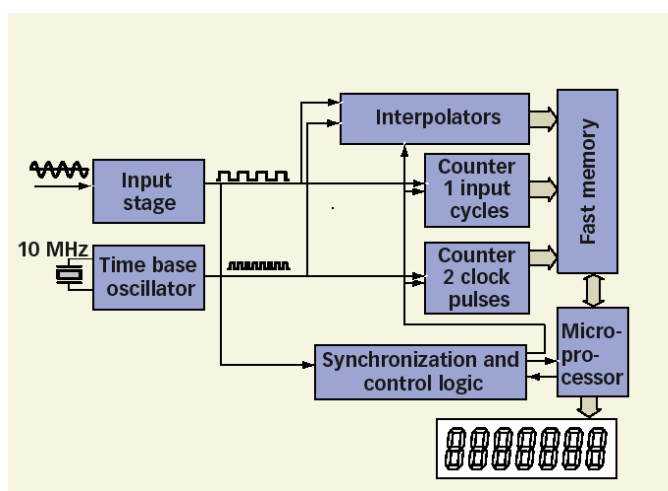 Interpolators
Fast memory
Input
stage
Counter
1 input
cycles
10 MHz
Time base
oscillator
Counter
2 clock
pulses
Synchronization and
control logic
Micro-
pro-
cessor
8888888